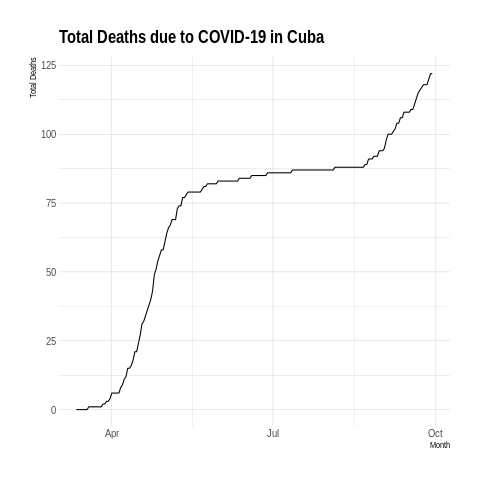 Total Deaths due to COVID-19 in Cuba
Total Deaths
125
100
75
50
25
0
Apr
Jul
Oct
Month